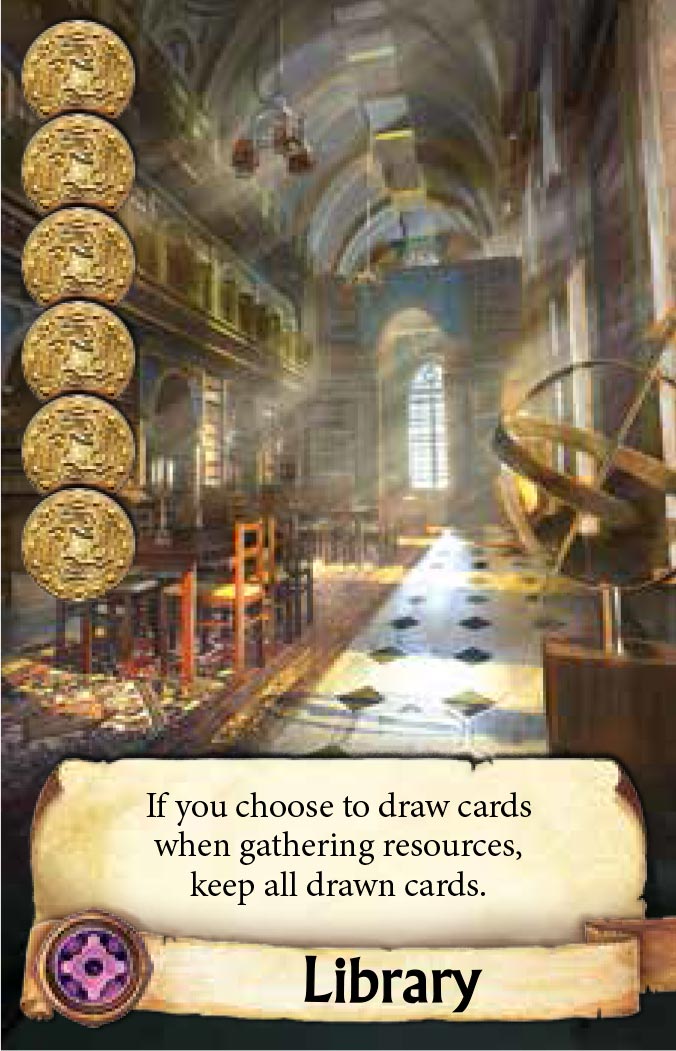 If you choose to draw cards
when gathering resources,
keep all drawn cards.
Library